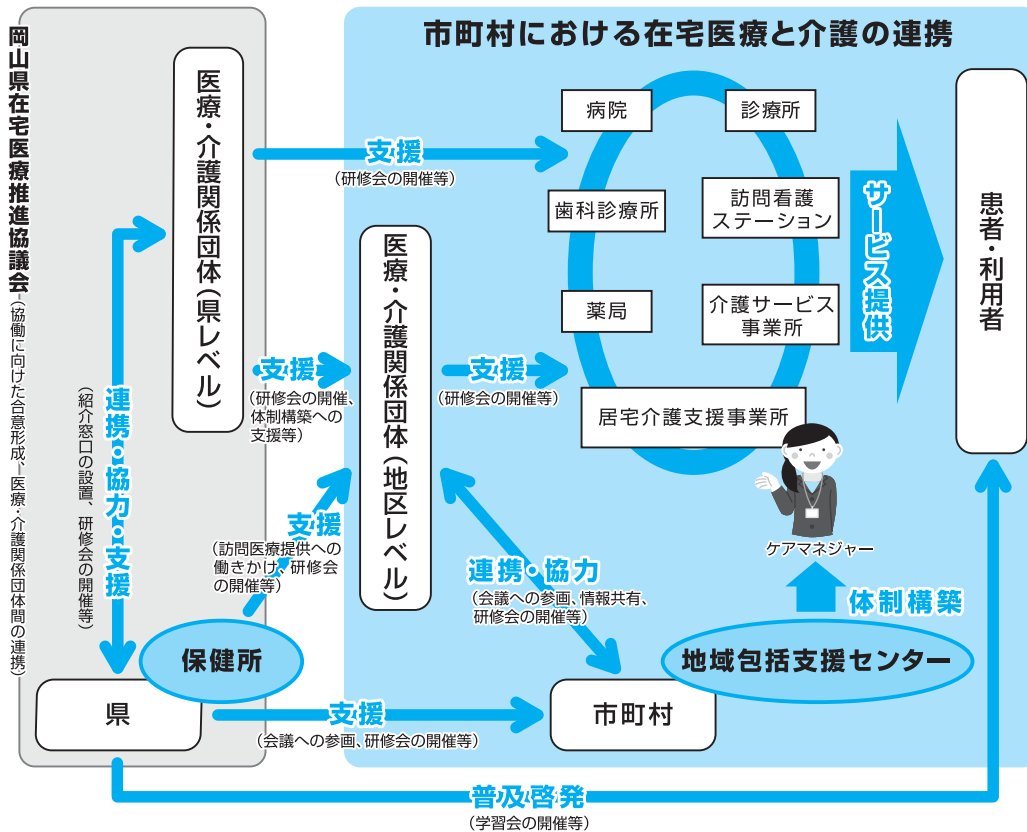 市町村における在宅医療と介護の連携
岡山県在宅医療推進協議会
(協働に向けた合意形成、医療・介護関係団体間の連携)
医療・介護関係団体(県レベル)
連携・協力・支援
(紹介窓口の設置、研修会の開催等)
支援
(研修会の開催等)
病院
診療所
歯科診療所
訪問看護
ステーション
薬局
介護サービス
事業所
居宅介護支援事業所
サービス提供
患者・利用者
医療・介護関係団体(地区レベル)
支援
(研修会の開催、
体制構築への
支援等)
支援
(研修会の開催等)
支援
(訪問医療提供への
働きかけ、研修会
の開催等)
連携・協力
(会議への参画、情報共有、
研修会の開催等)
ケアマネジャー
体制構築
保健所
地域包括支援センター
県
支援
(会議への参画、研修会の開催等)
市町村
普及啓発
(学習会の開催等)